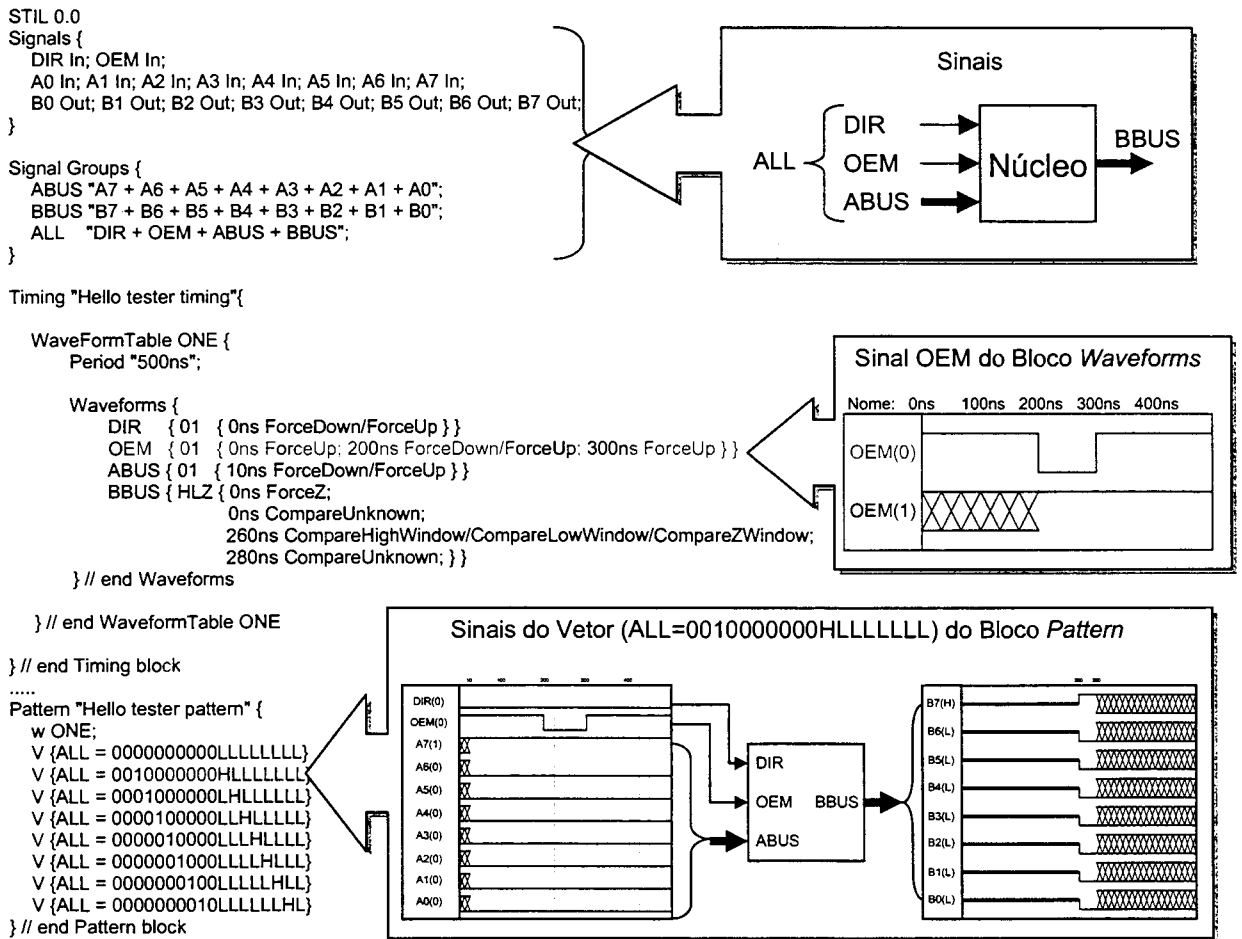 STIL 0.0
Signals {
DIR In; OEM In;
A0 In; A1 In; A2 In; A3 In; A4 In; A5 In; A6 In; A7 In;
B0 Out; B1 Out; B2 Out; B3 Out; B4 Out; B5 Out; B6 Out; B7 Out;
}
Signal Groups {
ABUS "A7 + A6 + A5 + A4 + A3 + A2 + A1 + A0";
BBUS "B7 + B6 + B5 + B4 + B3 + B2 + B1 + B0";
ALL "DIR + OEM + ABUS + BBUS";
}
Sinais
ALL
DIR
OEM
ABUS
Núcleo
BBUS
Timing "Hello tester timing"{
WaveFormTable ONE {
Period "500ns";
Waveforms {
DIR { 01 { 0ns ForceDown/ForceUp } }
OEM { 01 { 0ns ForceUp; 200ns ForceDown/ForceUp; 300ns ForceUp } }
ABUS { 01 { 10ns ForceDown/ForceUp } }
BBUS { HLZ { 0ns ForceZ;
0ns CompareUnknown;
260ns CompareHighWindow/CompareLowWindow/CompareZWindow;
280ns CompareUnknown; } }
} // end Waveforms
} // end WaveformTable ONE
} // end Timing block
Sinal OEM do Bloco Waveforms
Nome: 0ns 100ns 200ns 300ns 400ns
OEM(0)
OEM(1)
.....
Pattern "Hello tester pattern" {
w ONE;
V {ALL = 0000000000LLLLLLLL}
V {ALL = 0010000000HLLLLLLL}
V {ALL = 0001000000LHLLLLLL}
V {ALL = 0000100000LLHLLLLL}
V {ALL = 0000010000LLLHLLLL}
V {ALL = 0000001000LLLLHLLL}
V {ALL = 0000000100LLLLLHLL}
V {ALL = 0000000010LLLLLLHL}
} // end Pattern block
Sinais do Vetor (ALL=0010000000HLLLLLLL) do Bloco Pattern
DIR(0)
OEM(0)
A7(1)
A6(0)
A5(0)
A4(0)
A3(0)
A2(0)
A1(0)
A0(0)
DIR
OEM BBUS
ABUS
B7(H)
B6(L)
B5(L)
B4(L)
B3(L)
B2(L)
B1(L)
B0(L)